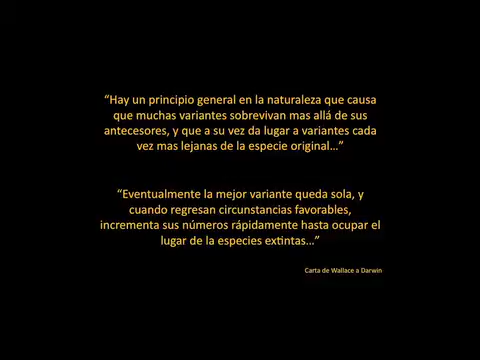 “Hay un principio general en la naturaleza que causa
que muchas variantes sobrevivan mas allá de sus
antecesores, y que a su vez da lugar a variantes cada
vez mas lejanas de la especie original…”
“Eventualmente la mejor variante queda sola, y
cuando regresan circunstancias favorables,
incrementa sus números rápidamente hasta ocupar el
lugar de la especies extintas…”
Carta de Wallace a Darwin